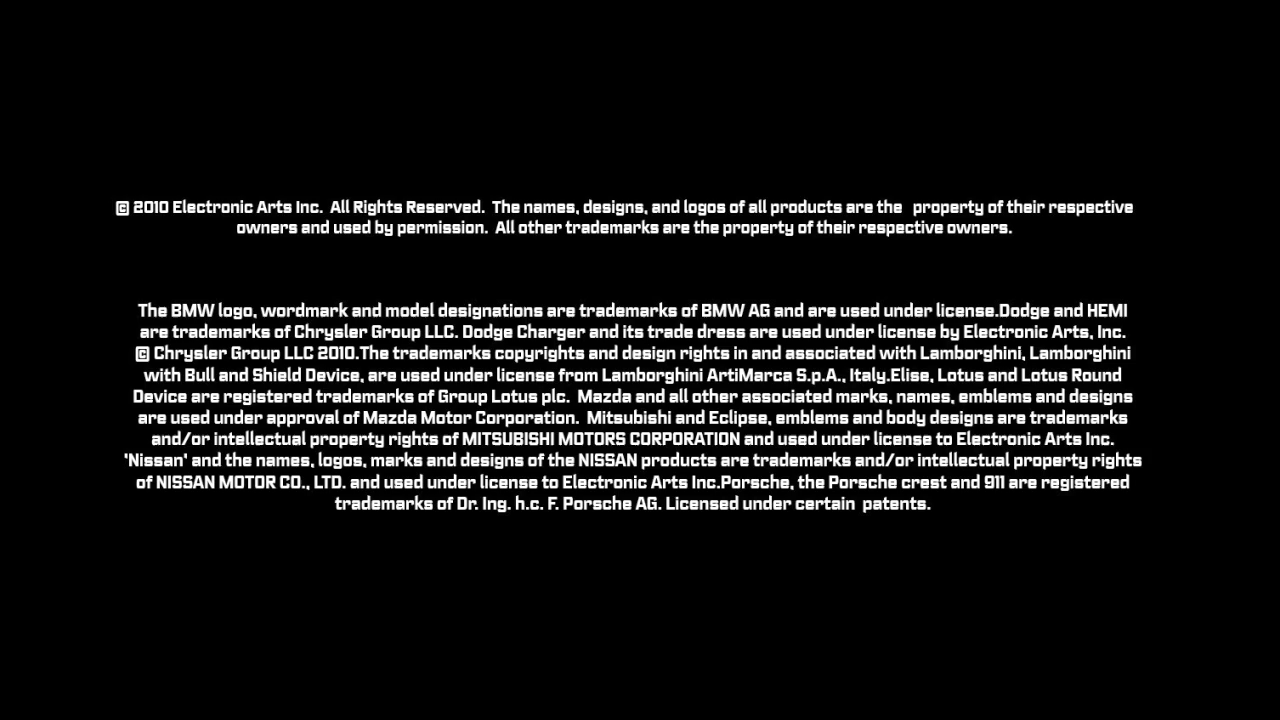 © 2010 Electronic Arts Inc.  All Rights Reserved.  The names, designs, and logos of all products are the  property of their respective
owners and used by permission.  All other trademarks are the property of their respective owners.
The BMW logo, wordmark and model designations are trademarks of BMW AG and are used under license.Dodge and HEMI
are trademarks of Chrysler Group LLC. Dodge Charger and its trade dress are used under license by Electronic Arts, Inc.
© Chrysler Group LLC 2010.The trademarks copyrights and design rights in and associated with Lamborghini, Lamborghini
with Bull and Shield Device, are used under license from Lamborghini ArtiMarca S.p.A., Italy.Elise, Lotus and Lotus Round
Device are registered trademarks of Group Lotus plc.  Mazda and all other associated marks, names, emblems and designs
are used under approval of Mazda Motor Corporation.  Mitsubishi and Eclipse, emblems and body designs are trademarks
and/or intellectual property rights of MITSUBISHI MOTORS CORPORATION and used under license to Electronic Arts Inc.
'Nissan' and the names, logos, marks and designs of the NISSAN products are trademarks and/or intellectual property rights
of NISSAN MOTOR CO., LTD. and used under license to Electronic Arts Inc.Porsche, the Porsche crest and 911 are registered
trademarks of Dr. Ing. h.c. F. Porsche AG. Licensed under certain  patents.